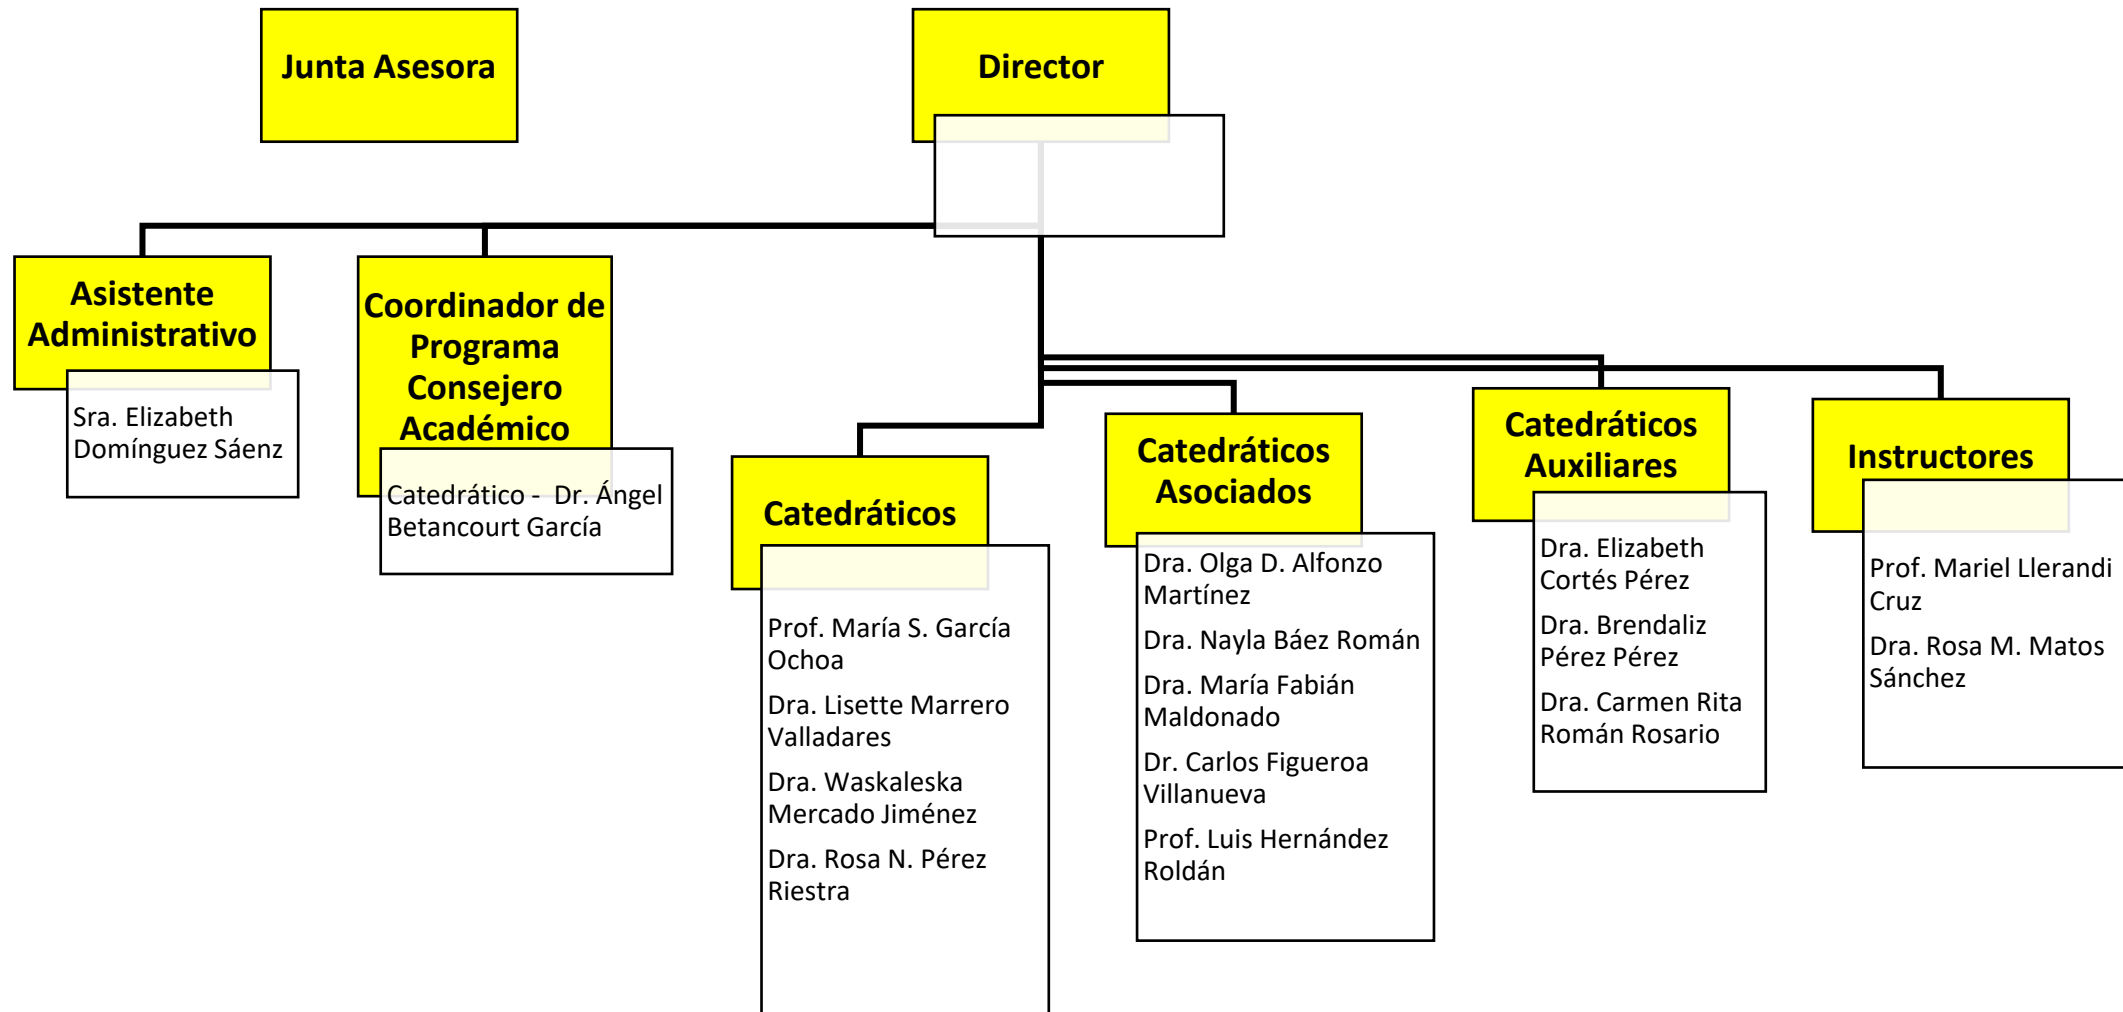 Junta Asesora
Director
Asistente
Administrativo
Sra. Elizabeth
Domínguez Sáenz
Coordinador de
Programa
Consejero
Académico
Catedrático -  Dr. Ángel
Betancourt García
Catedráticos
Prof. María S. García
Ochoa
Dra. Lisette Marrero
Valladares
Dra. Waskaleska
Mercado Jiménez
Dra. Rosa N. Pérez
Riestra
Catedráticos
Asociados
Dra. Olga D. Alfonzo
Martínez
Dra. Nayla Báez Román
Dra. María Fabián
Maldonado
Dr. Carlos Figueroa
Villanueva
Prof. Luis Hernández
Roldán
Catedráticos
Auxiliares
Dra. Elizabeth
Cortés Pérez
Dra. Brendaliz
Pérez Pérez
Dra. Carmen Rita
Román Rosario
Instructores
Prof. Mariel Llerandi
Cruz
Dra. Rosa M. Matos
Sánchez